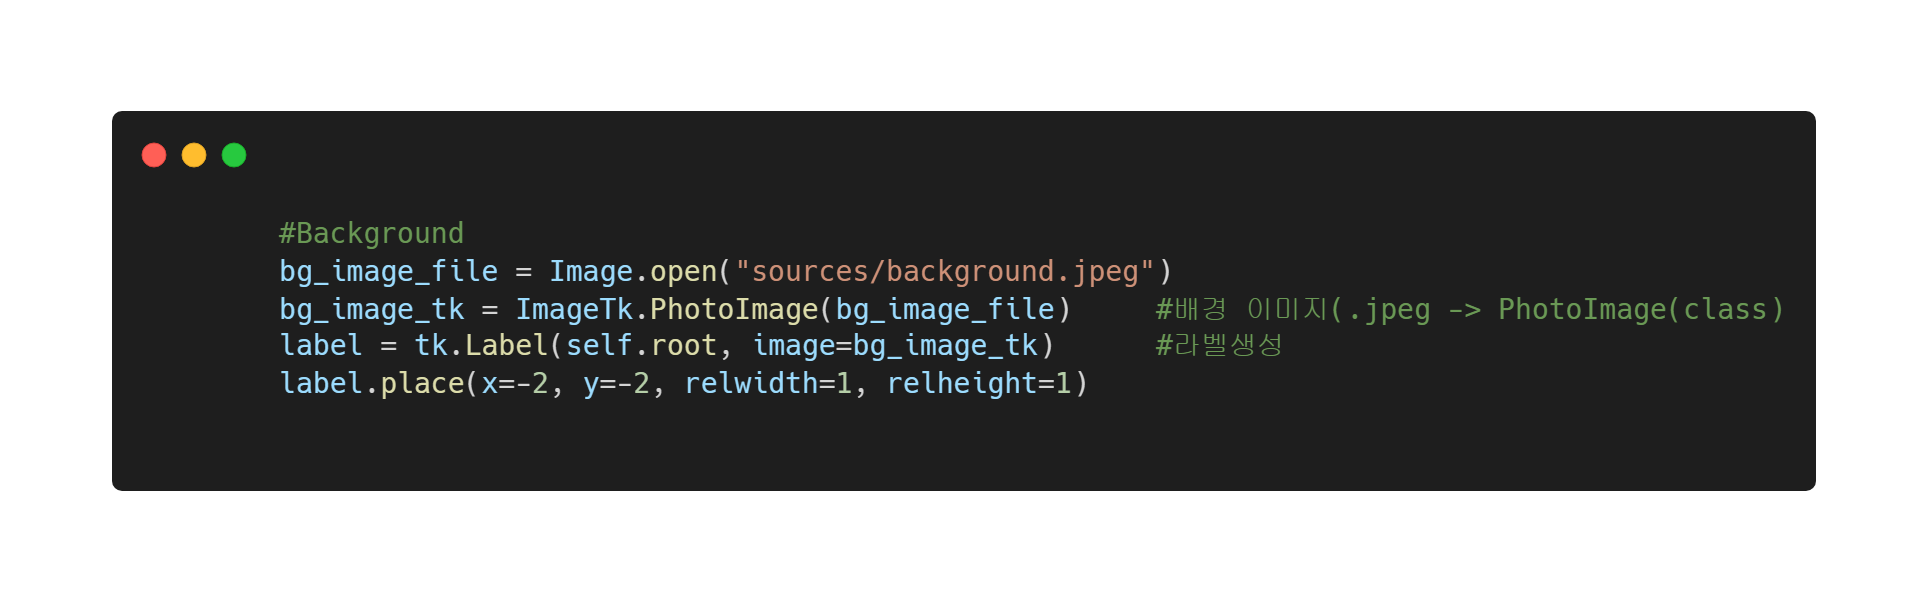 #Background
bg_image_file = Image.open("sources/background.jpeg")
bg_image_tk = ImageTk.PhotoImage(bg_image_file)     #배경 이미지(.jpeg -> PhotoImage(class)
label = tk.Label(self.root, image=bg_image_tk)      #라벨생성
label.place(x=-2, y=-2, relwidth=1, relheight=1)